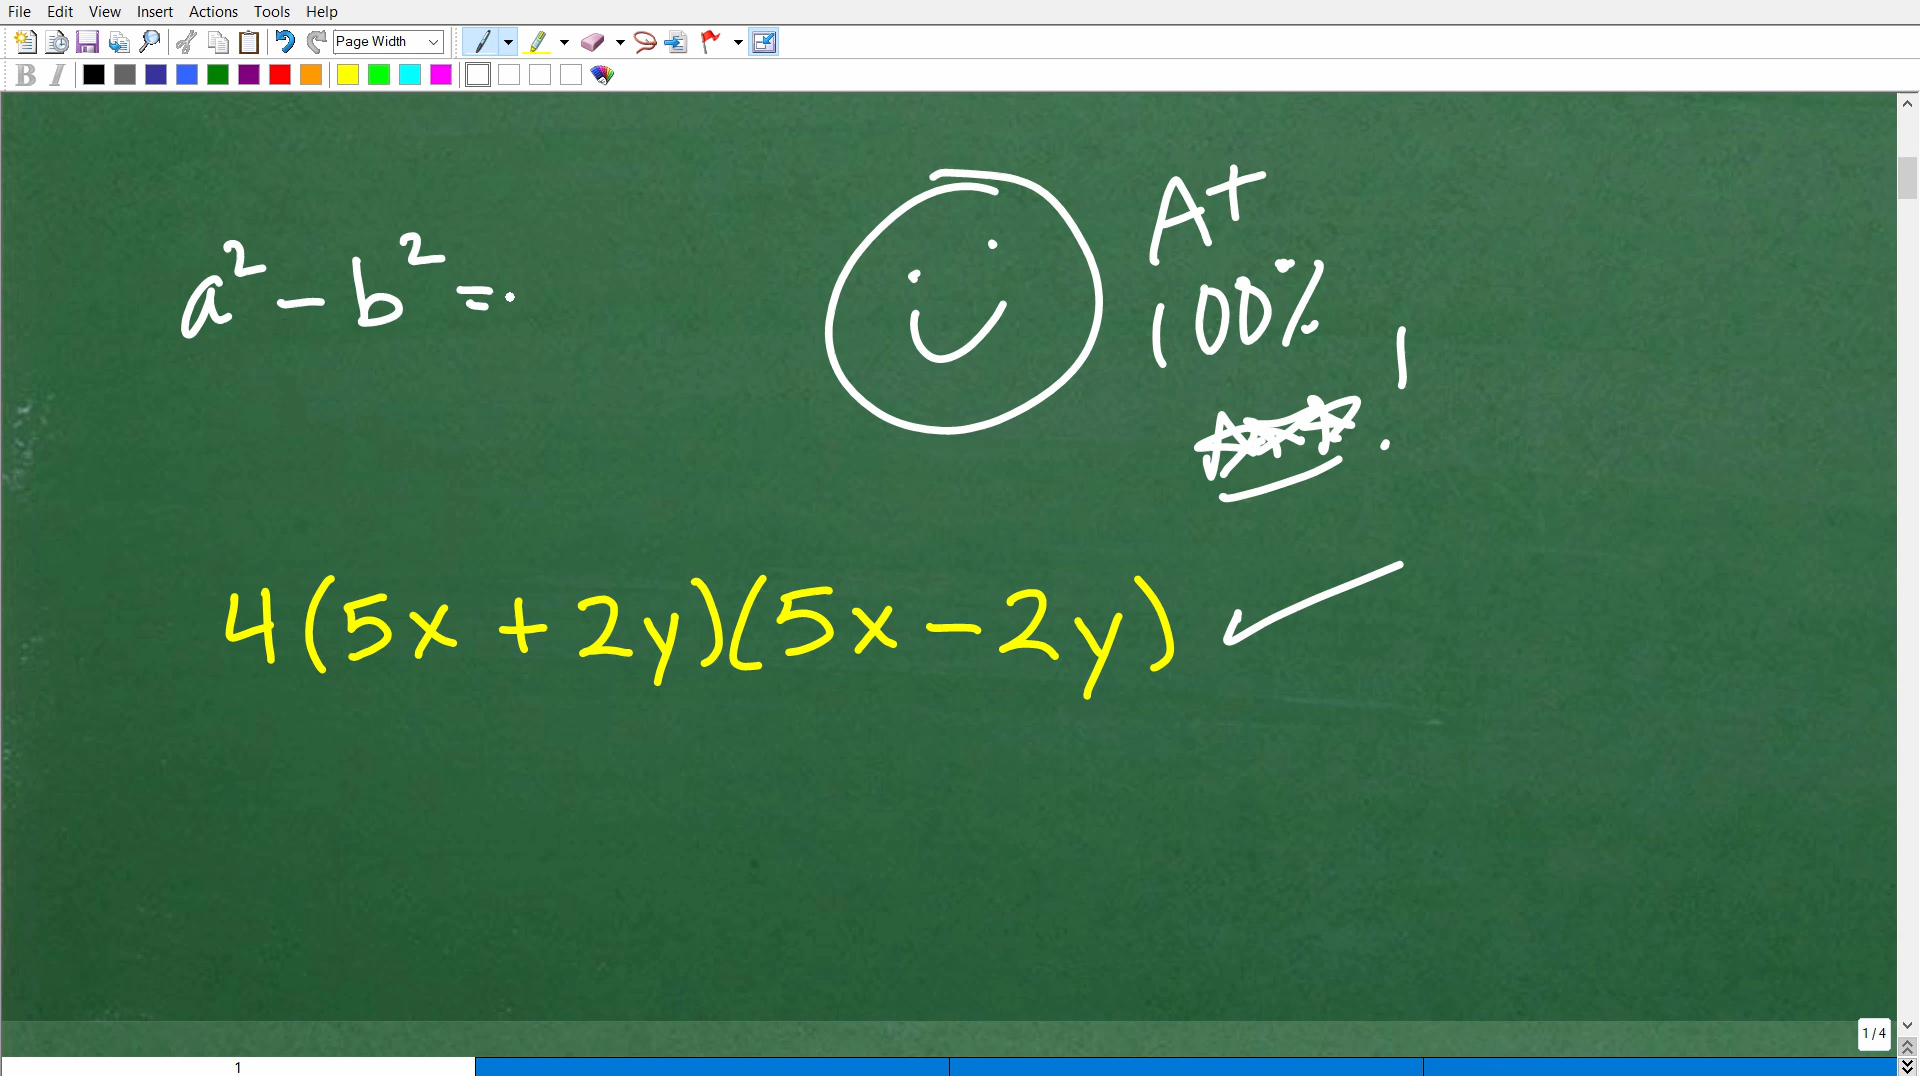 File Edit View Insert Actions Tools Help
Page Width
B I
a² - b² =
A+
100%
!
4(5x + 2y)(5x - 2y)
1 / 4
1